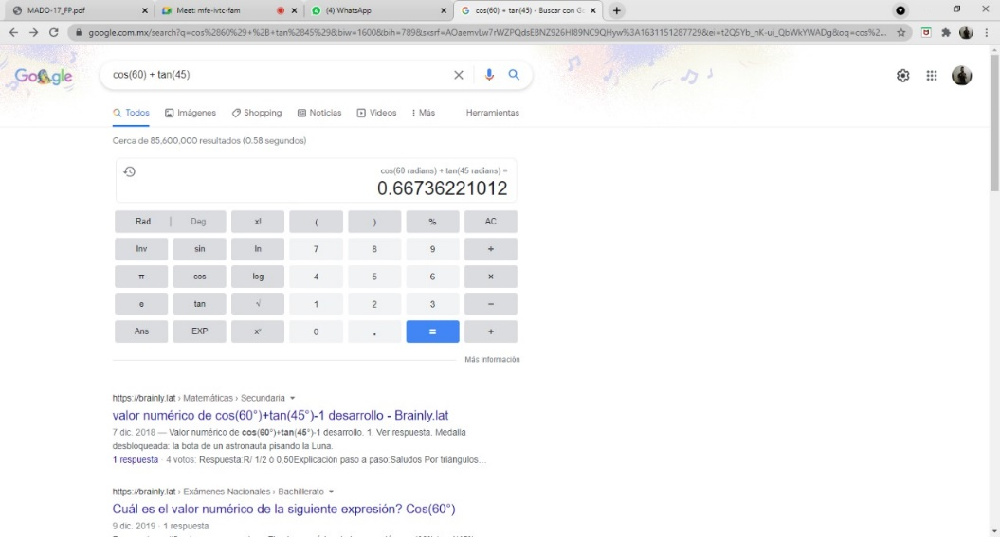 MADO-17_FP.pdf
Meet: mfe-ivtc-fam
(4) WhatsApp
cos(60) + tan(45) - Buscar con G
google.com.mx/search?q=cos%2860%29+%2B+tan%2845%29&biw=1600&bih=789&sxsrf=AOaemvLw7rWZPQdsEBNZ926HI89NC9QHyw%3A1631151287729&ei=t2Q5Yb_nK-ui_QbWkYWADg&oq=cos%2...
Google
cos(60) + tan(45)
Todos
Imágenes
Shopping
Noticias
Videos
Más
Herramientas
Cerca de 85,600,000 resultados (0.58 segundos)
cos(60 radians) + tan(45 radians) =
0.66736221012
Rad | Deg x! ( ) % AC
Inv sin ln 7 8 9 ÷
π cos log 4 5 6 ×
e tan √ 1 2 3 −
Ans EXP xʸ 0 . = +
Más información
https://brainly.lat › Matemáticas › Secundaria
valor numérico de cos(60°)+tan(45°)-1 desarrollo - Brainly.lat
7 dic. 2018 — Valor numérico de cos(60°)+tan(45°)-1 desarrollo. 1. Ver respuesta. Medalla
desbloqueada: la bota de un astronauta pisando la Luna.
1 respuesta · 4 votos: Respuesta:R/ 1/2 ó 0.50Explicación paso a paso:Saludos Por triángulos...
https://brainly.lat › Exámenes Nacionales › Bachillerato
Cuál es el valor numérico de la siguiente expresión? Cos(60°)
9 dic. 2019 · 1 respuesta